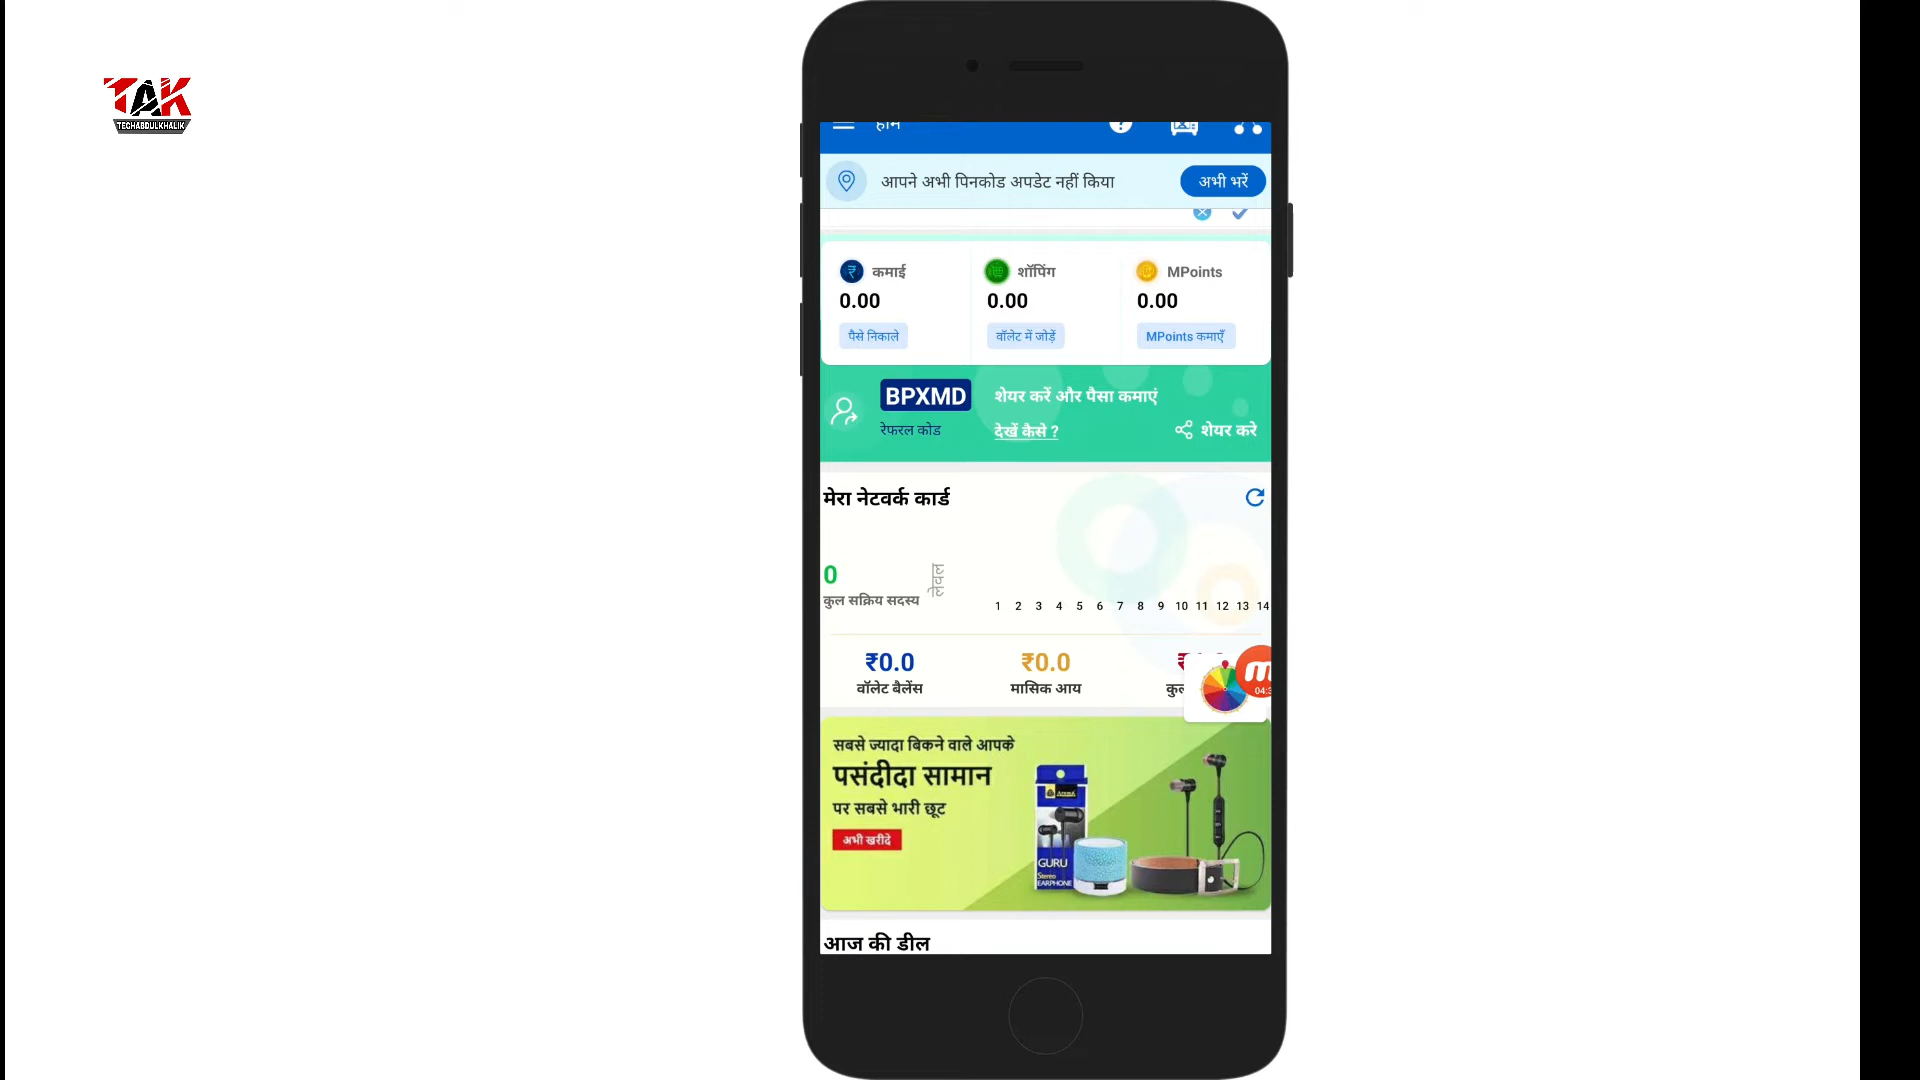 TAK
TECHABDULKHALIK
होम
आपने अभी पिनकोड अपडेट नहीं किया
अभी भरें
कमाई
शॉपिंग
MPoints
0.00
0.00
0.00
पैसे निकाले
वॉलेट में जोड़ें
MPoints कमाएँ
BPXMD
शेयर करें और पैसा कमाएं
रेफरल कोड
देखें कैसे ?
शेयर करे
मेरा नेटवर्क कार्ड
0
लेवल
कुल सक्रिय सदस्य
1 2 3 4 5 6 7 8 9 10 11 12 13 14
₹0.0
₹0.0
वॉलेट बैलेंस
मासिक आय
कुल
सबसे ज्यादा बिकने वाले आपके
पसंदीदा सामान
पर सबसे भारी छूट
अभी खरीदे
GURU
Stereo
EARPHONE
आज की डील